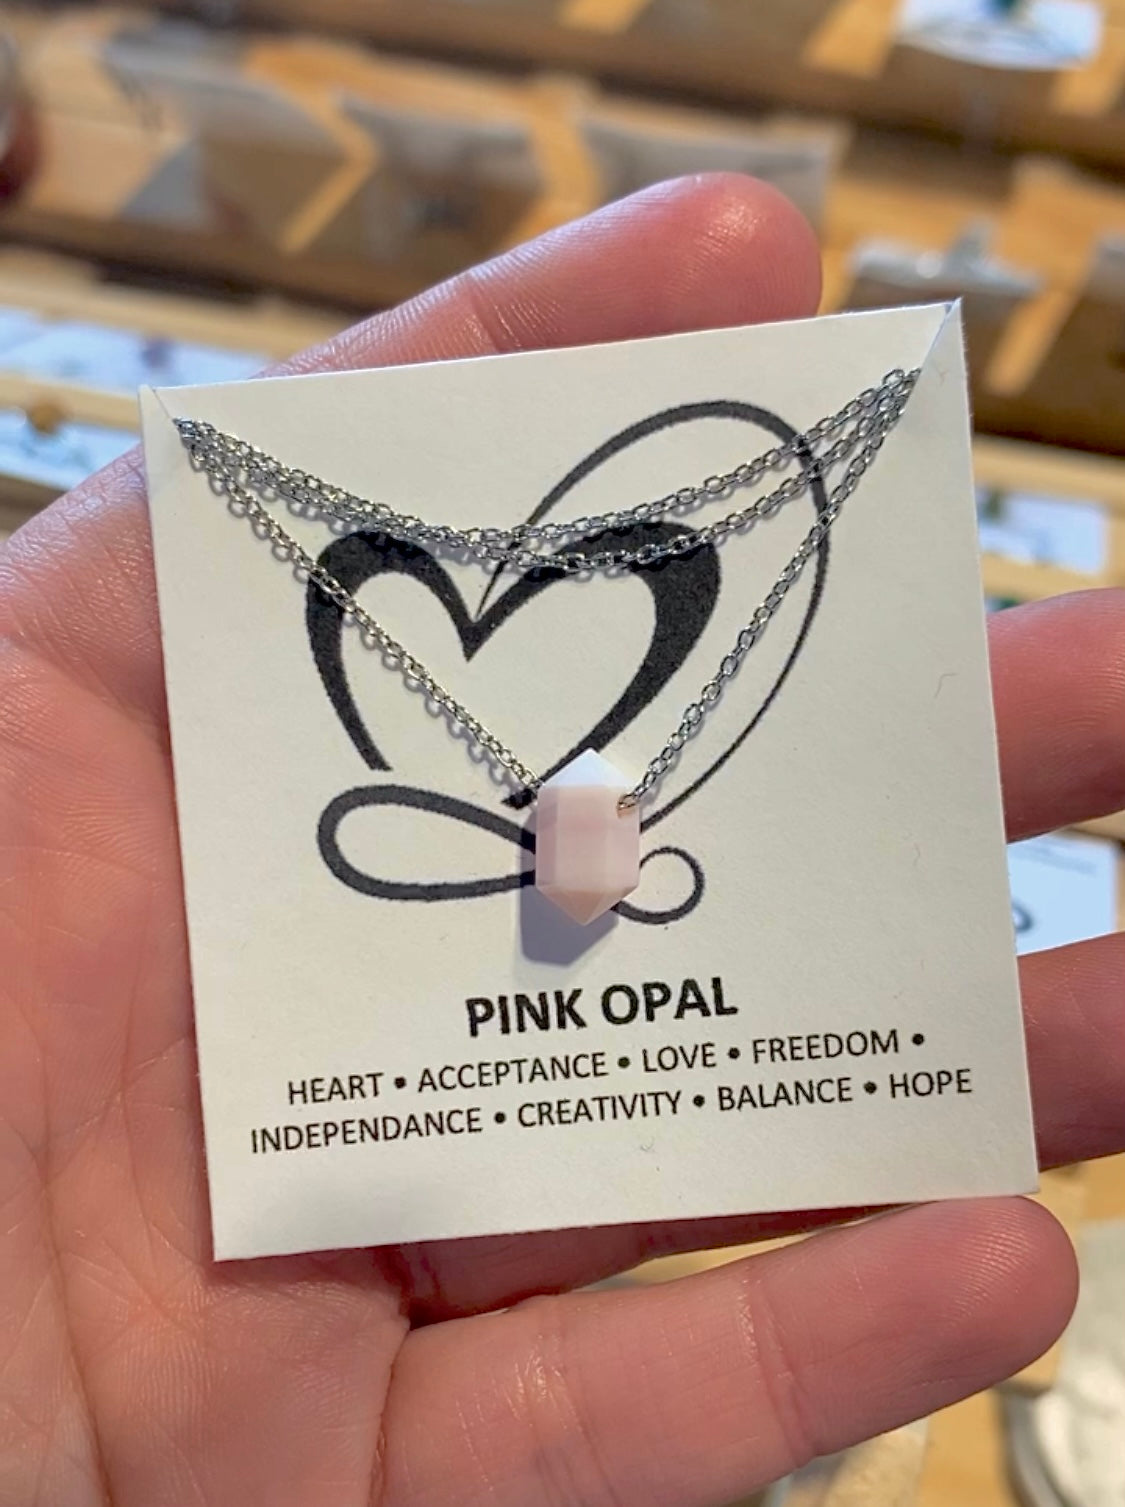 PINK OPAL
HEART • ACCEPTANCE • LOVE • FREEDOM •
INDEPENDANCE • CREATIVITY • BALANCE • HOPE